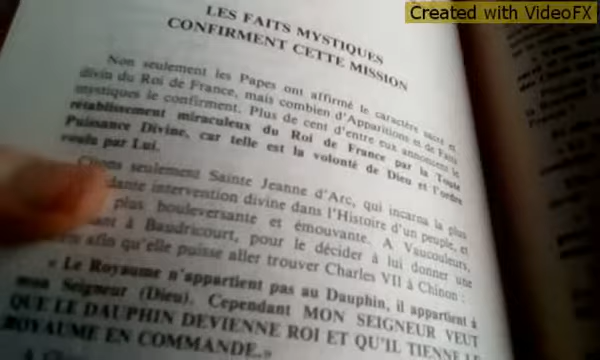 Created with VideoFX
LES FAITS MYSTIQUES
CONFIRMENT CETTE MISSION
Non seulement les Papes ont affirmé le caractère sacré et
divin du Roi de France, mais combien d'Apparitions et de Faits
mystiques le confirment. Plus de cent d'entre eux annoncent le
rétablissement miraculeux du Roi de France par la Toute
Puissance Divine, car telle est la volonté de Dieu et l'ordre
voulu par Lui.
Citons seulement Sainte Jeanne d'Arc, qui incarna la plus
intervention divine dans l'Histoire d'un peuple, et
plus bouleversante et émouvante. A Vaucouleurs,
à Baudricourt, pour le décider à lui donner une
afin qu'elle puisse aller trouver Charles VII à Chinon :
« Le Royaume n'appartient pas au Dauphin, il appartient à
mon Seigneur (Dieu). Cependant MON SEIGNEUR VEUT
QUE LE DAUPHIN DEVIENNE ROI ET QU'IL TIENNE LE
ROYAUME EN COMMANDE.»